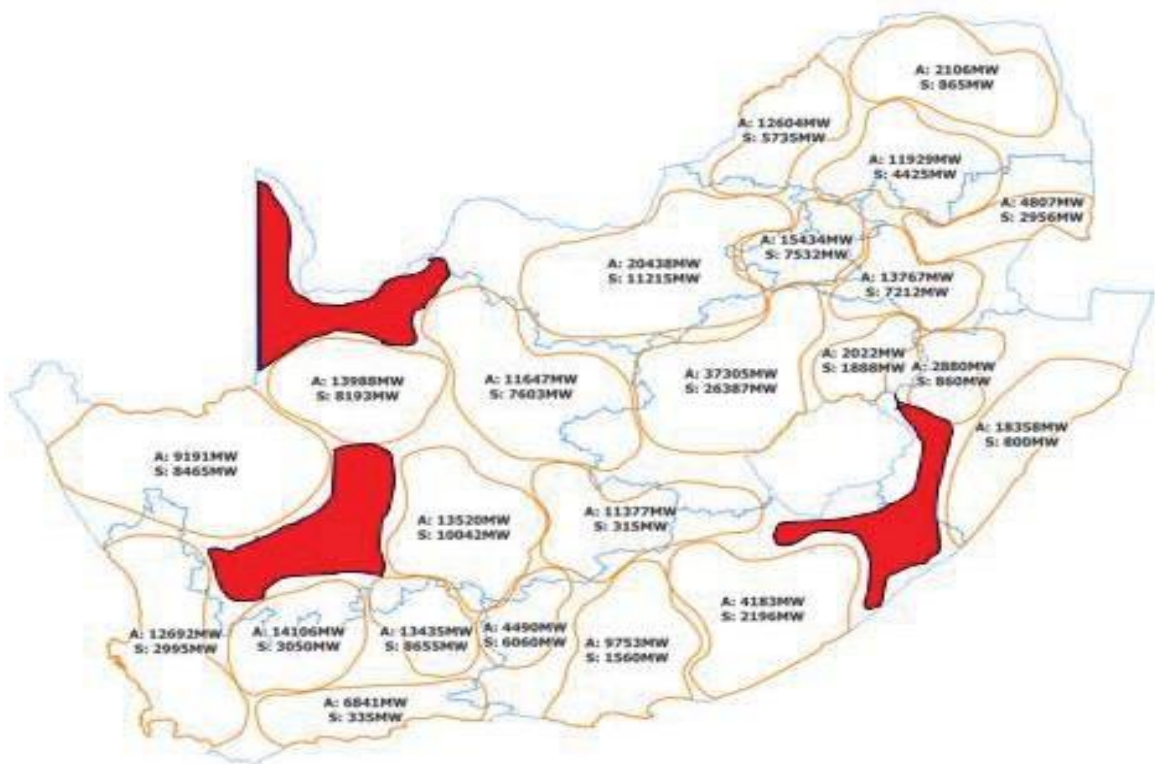 A: 2106MW
S: 865MW
A: 12604MW
S: 5735MW
A: 11929MW
S: 4425MW
A: 4807MW
S: 2956MW
A: 15434MW
S: 7532MW
A: 20438MW
S: 11215MW
A: 13767MW
S: 7212MW
A: 2022MW
S: 1888MW
A: 2880MW
S: 860MW
A: 37305MW
S: 26387MW
A: 13988MW
S: 8193MW
A: 11647MW
S: 7603MW
A: 18358MW
S: 800MW
A: 9191MW
S: 8465MW
A: 13520MW
S: 10042MW
A: 11377MW
S: 315MW
A: 4183MW
S: 2196MW
A: 12692MW
S: 2995MW
A: 14106MW
S: 3050MW
A: 13435MW
S: 8655MW
A: 4490MW
S: 6060MW
A: 9753MW
S: 1560MW
A: 6841MW
S: 335MW